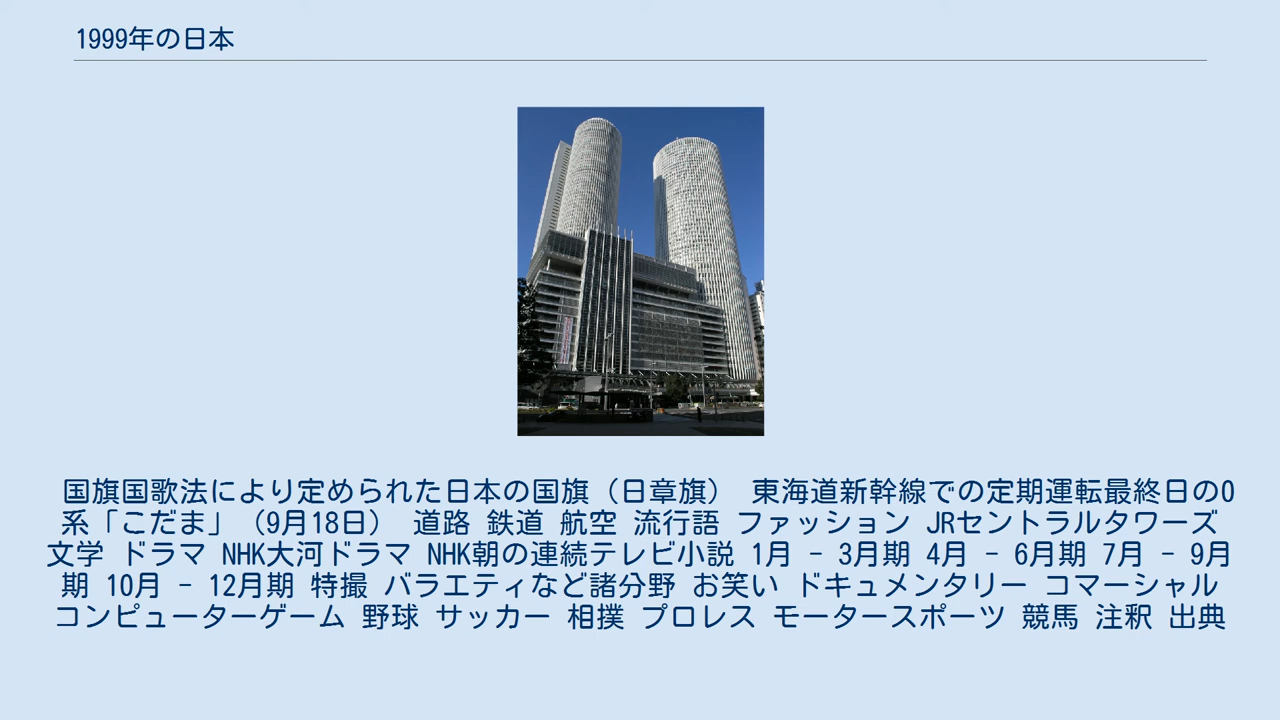 1999年の日本
国旗国歌法により定められた日本の国旗（日章旗） 東海道新幹線での定期運転最終日の0
系「こだま」（9月18日） 道路 鉄道 航空 流行語 ファッション JRセントラルタワーズ
文学 ドラマ NHK大河ドラマ NHK朝の連続テレビ小説 1月 - 3月期 4月 - 6月期 7月 - 9月
期 10月 - 12月期 特撮 バラエティなど諸分野 お笑い ドキュメンタリー コマーシャル
コンピューターゲーム 野球 サッカー 相撲 プロレス モータースポーツ 競馬 注釈 出典